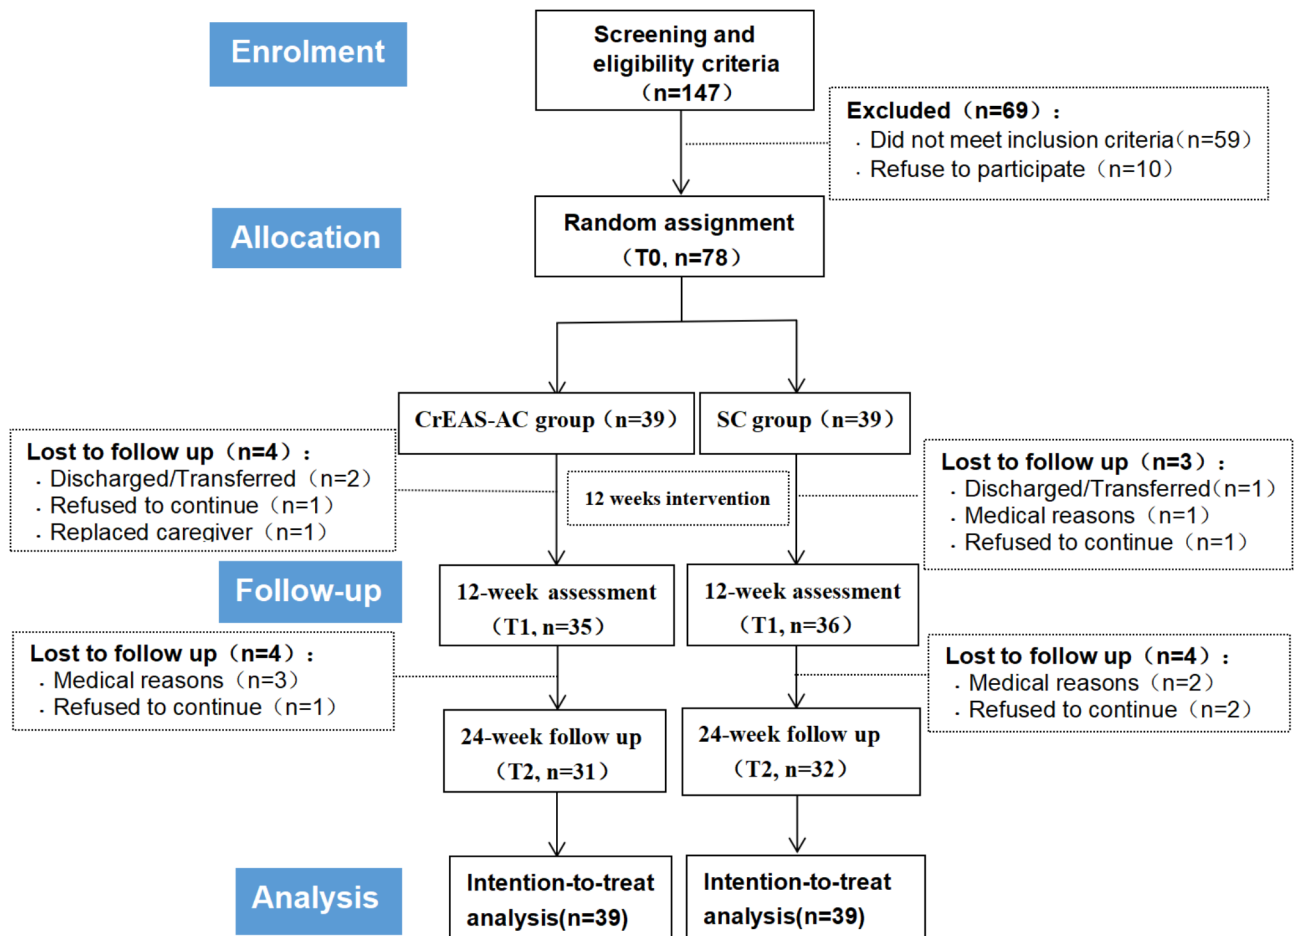 Enrolment
Screening and
eligibility criteria
（n=147）
Excluded（n=69）：
. Did not meet inclusion criteria（n=59）
. Refuse to participate（n=10）
Allocation
Random assignment
（T0, n=78）
CrEAS-AC group（n=39）
SC group（n=39）
Lost to follow up（n=4）：
. Discharged/Transferred（n=2）
. Refused to continue（n=1）
. Replaced caregiver（n=1）
12 weeks intervention
Lost to follow up（n=3）：
. Discharged/Transferred（n=1）
. Medical reasons（n=1）
. Refused to continue（n=1）
Follow-up
12-week assessment
（T1, n=35）
12-week assessment
（T1, n=36）
Lost to follow up（n=4）：
. Medical reasons（n=3）
. Refused to continue（n=1）
Lost to follow up（n=4）：
. Medical reasons（n=2）
. Refused to continue（n=2）
24-week follow up
（T2, n=31）
24-week follow up
（T2, n=32）
Analysis
Intention-to-treat
analysis(n=39)
Intention-to-treat
analysis(n=39)